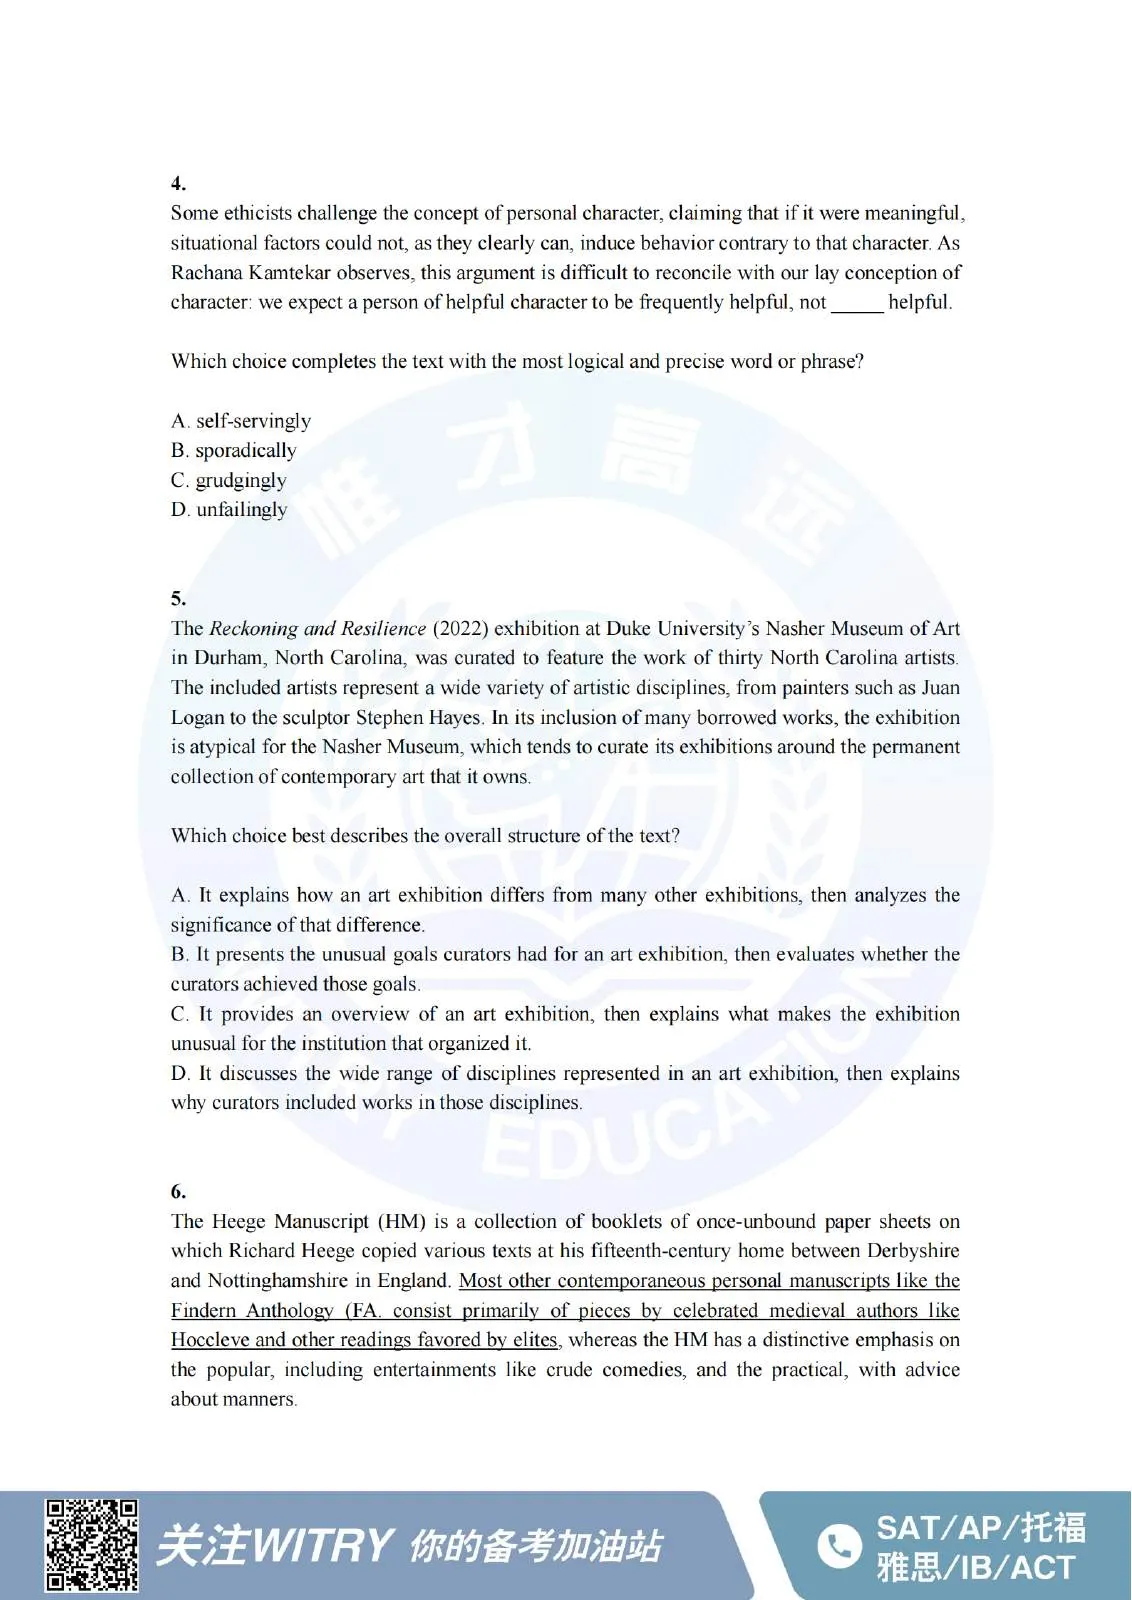 4.
Some ethicists challenge the concept of personal character, claiming that if it were meaningful,
situational factors could not, as they clearly can, induce behavior contrary to that character. As
Rachana Kamtekar observes, this argument is difficult to reconcile with our lay conception of
character: we expect a person of helpful character to be frequently helpful, not _____ helpful.
Which choice completes the text with the most logical and precise word or phrase?
A. self-servingly
B. sporadically
C. grudgingly
D. unfailingly
5.
The Reckoning and Resilience (2022) exhibition at Duke University’s Nasher Museum of Art
in Durham, North Carolina, was curated to feature the work of thirty North Carolina artists.
The included artists represent a wide variety of artistic disciplines, from painters such as Juan
Logan to the sculptor Stephen Hayes. In its inclusion of many borrowed works, the exhibition
is atypical for the Nasher Museum, which tends to curate its exhibitions around the permanent
collection of contemporary art that it owns.
Which choice best describes the overall structure of the text?
A. It explains how an art exhibition differs from many other exhibitions, then analyzes the
significance of that difference.
B. It presents the unusual goals curators had for an art exhibition, then evaluates whether the
curators achieved those goals.
C. It provides an overview of an art exhibition, then explains what makes the exhibition
unusual for the institution that organized it.
D. It discusses the wide range of disciplines represented in an art exhibition, then explains
why curators included works in those disciplines.
6.
The Heege Manuscript (HM) is a collection of booklets of once-unbound paper sheets on
which Richard Heege copied various texts at his fifteenth-century home between Derbyshire
and Nottinghamshire in England. Most other contemporaneous personal manuscripts like the
Findern Anthology (FA. consist primarily of pieces by celebrated medieval authors like
Hoccleve and other readings favored by elites, whereas the HM has a distinctive emphasis on
the popular, including entertainments like crude comedies, and the practical, with advice
about manners.
惟才高远
WITRY EDUCATION
关注WITRY 你的备考加油站
SAT/AP/托福
雅思/IB/ACT